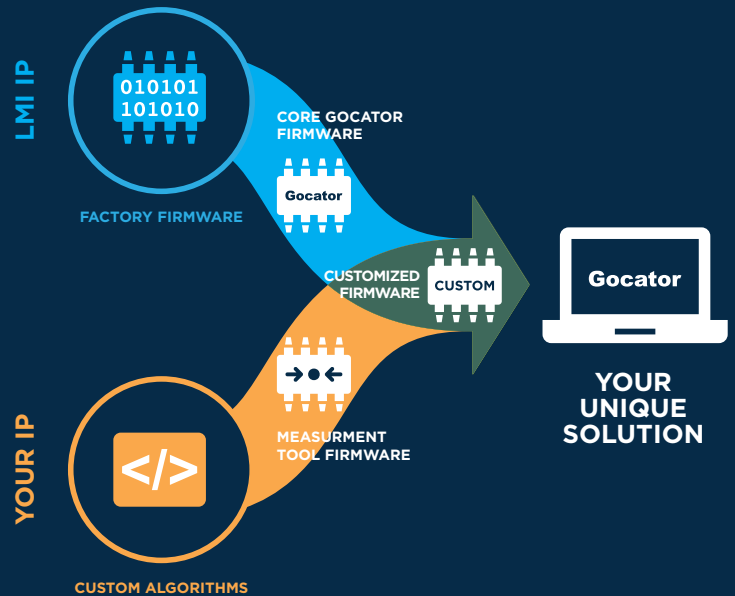 LMI IP
010101
101010
FACTORY FIRMWARE
CORE GOCATOR
FIRMWARE
Gocator
CUSTOMIZED
FIRMWARE
CUSTOM
Gocator
YOUR
UNIQUE
SOLUTION
YOUR IP
</>
MEASURMENT
TOOL FIRMWARE
CUSTOM ALGORITHMS